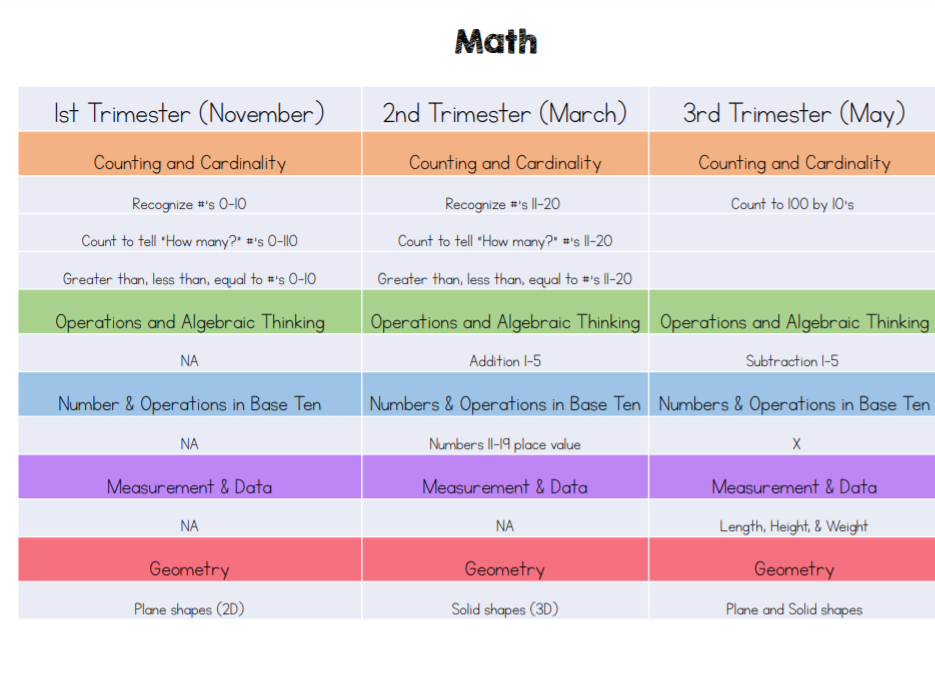 Math
1st Trimester (November) 2nd Trimester (March) 3rd Trimester (May)
Counting and Cardinality Counting and Cardinality Counting and Cardinality
Recognize #'s 0-10 Recognize #'s 11-20 Count to 100 by 10's
Count to tell "How many?" #'s 0-110 Count to tell "How many?" #'s 11-20
Greater than, less than, equal to #'s 0-10 Greater than, less than, equal to #'s 11-20
Operations and Algebraic Thinking Operations and Algebraic Thinking Operations and Algebraic Thinking
NA Addition 1-5 Subtraction 1-5
Number & Operations in Base Ten Numbers & Operations in Base Ten Numbers & Operations in Base Ten
NA Numbers 11-19 place value X
Measurement & Data Measurement & Data Measurement & Data
NA NA Length, Height, & Weight
Geometry Geometry Geometry
Plane shapes (2D) Solid shapes (3D) Plane and Solid shapes